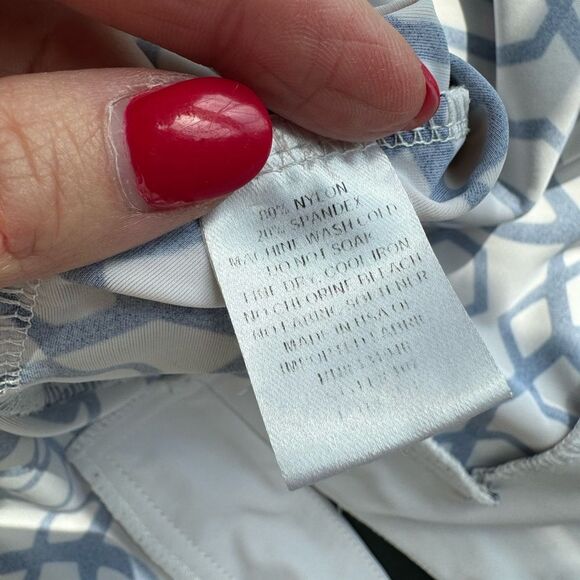 80% NYLON
20% SPANDEX
MACHINE WASH COLD
DO NOT SOAK
LINE DRY, COOL IRON
NO CHLORINE BLEACH
NO FABRIC SOFTENER
MADE IN USA OF
IMPORTED FABRIC